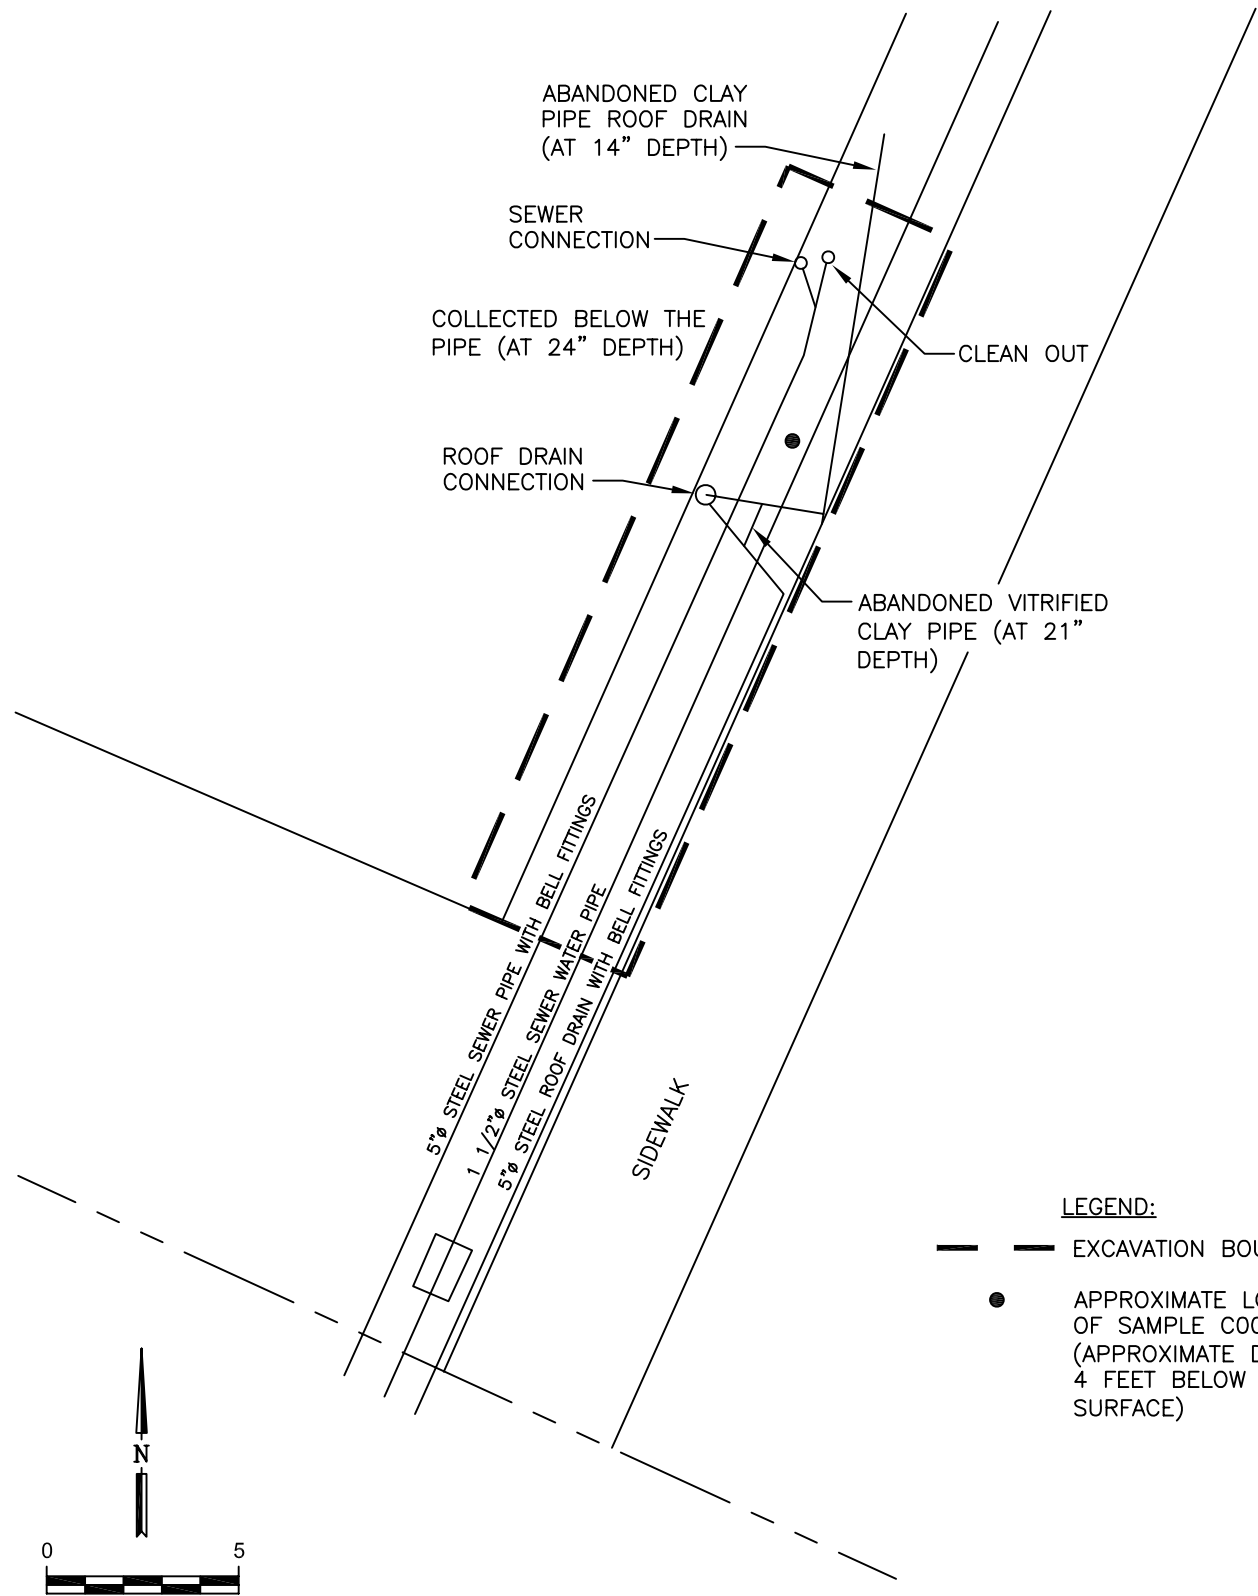 ABANDONED CLAY
PIPE ROOF DRAIN
(AT 14" DEPTH)
SEWER
CONNECTION
COLLECTED BELOW THE
PIPE (AT 24" DEPTH)
CLEAN OUT
ROOF DRAIN
CONNECTION
ABANDONED VITRIFIED
CLAY PIPE (AT 21"
DEPTH)
5"ø STEEL SEWER PIPE WITH BELL FITTINGS
1 1/2"ø STEEL SEWER WATER PIPE
5"ø STEEL ROOF DRAIN WITH BELL FITTINGS
SIDEWALK
LEGEND:
EXCAVATION
APPROXIMATE
OF SAMPLE
(APPROXIMATE
4 FEET BELOW
SURFACE)
N
0 5